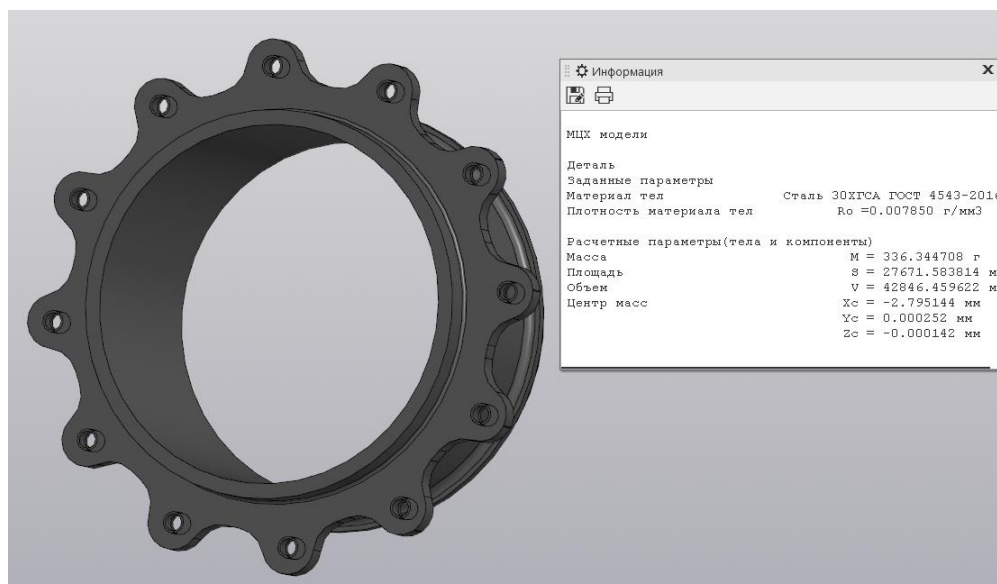 Информация
МЦХ модели
Деталь
Заданные параметры
Материал тел Сталь 30ХГСА ГОСТ 4543-201
Плотность материала тел Ro =0.007850 г/мм3
Расчетные параметры(тела и компоненты)
Масса M = 336.344708 г
Площадь S = 27671.583814 м
Объем V = 42846.459622 м
Центр масс Xc = -2.795144 мм
Yc = 0.000252 мм
Zc = -0.000142 мм